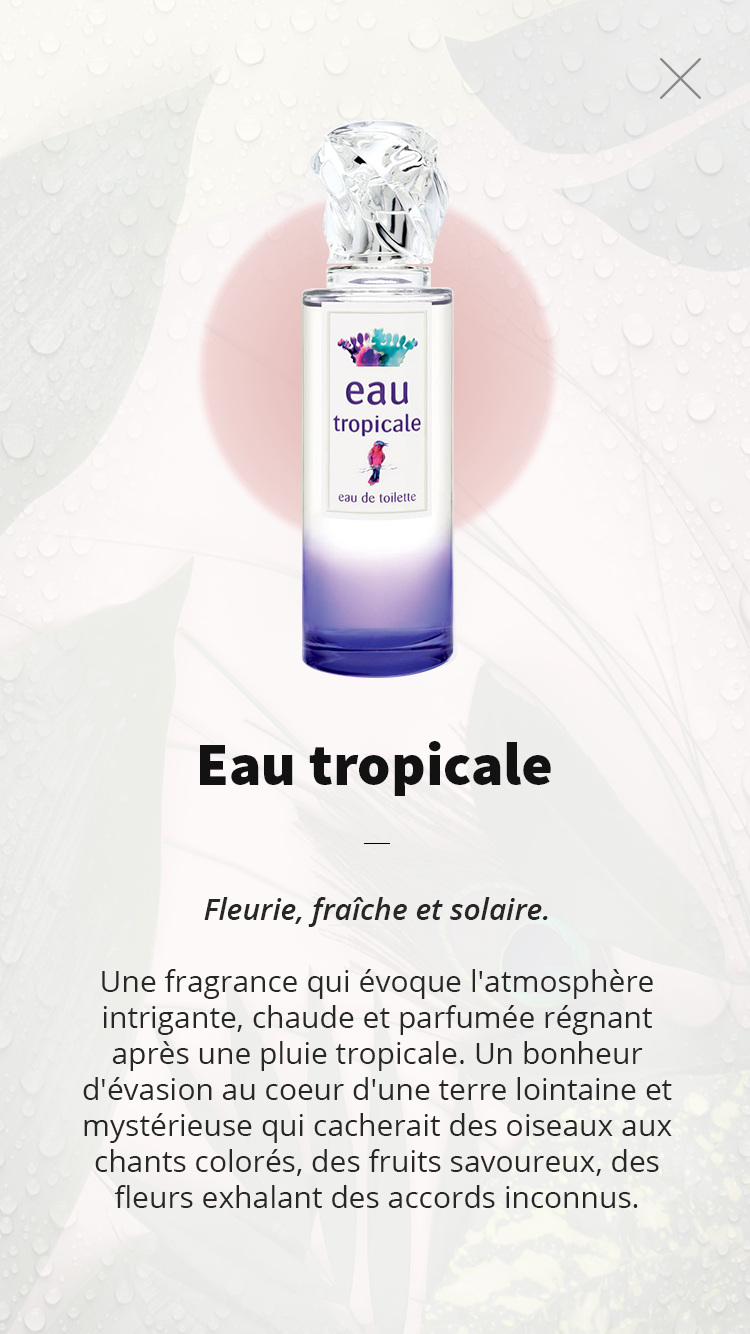 eau
tropicale
eau de toilette
Eau tropicale
Fleurie, fraîche et solaire.
Une fragrance qui évoque l'atmosphère
intrigante, chaude et parfumée régnant
après une pluie tropicale. Un bonheur
d'évasion au coeur d'une terre lointaine et
mystérieuse qui cacherait des oiseaux aux
chants colorés, des fruits savoureux, des
fleurs exhalant des accords inconnus.